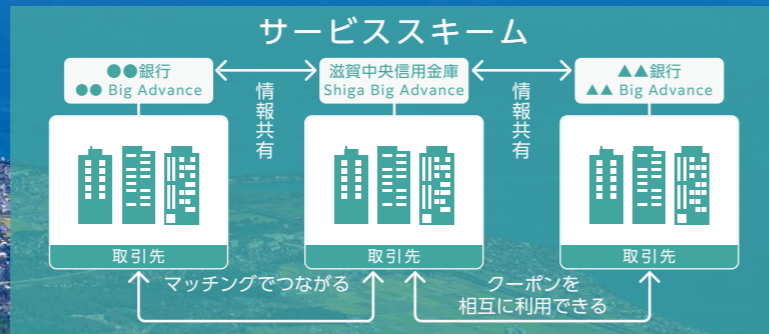 サービススキーム
●●銀行
●● Big Advance
情報共有
滋賀中央信用金庫
Shiga Big Advance
情報共有
▲▲銀行
▲▲ Big Advance
取引先
取引先
取引先
マッチングでつながる
クーポンを
相互に利用できる